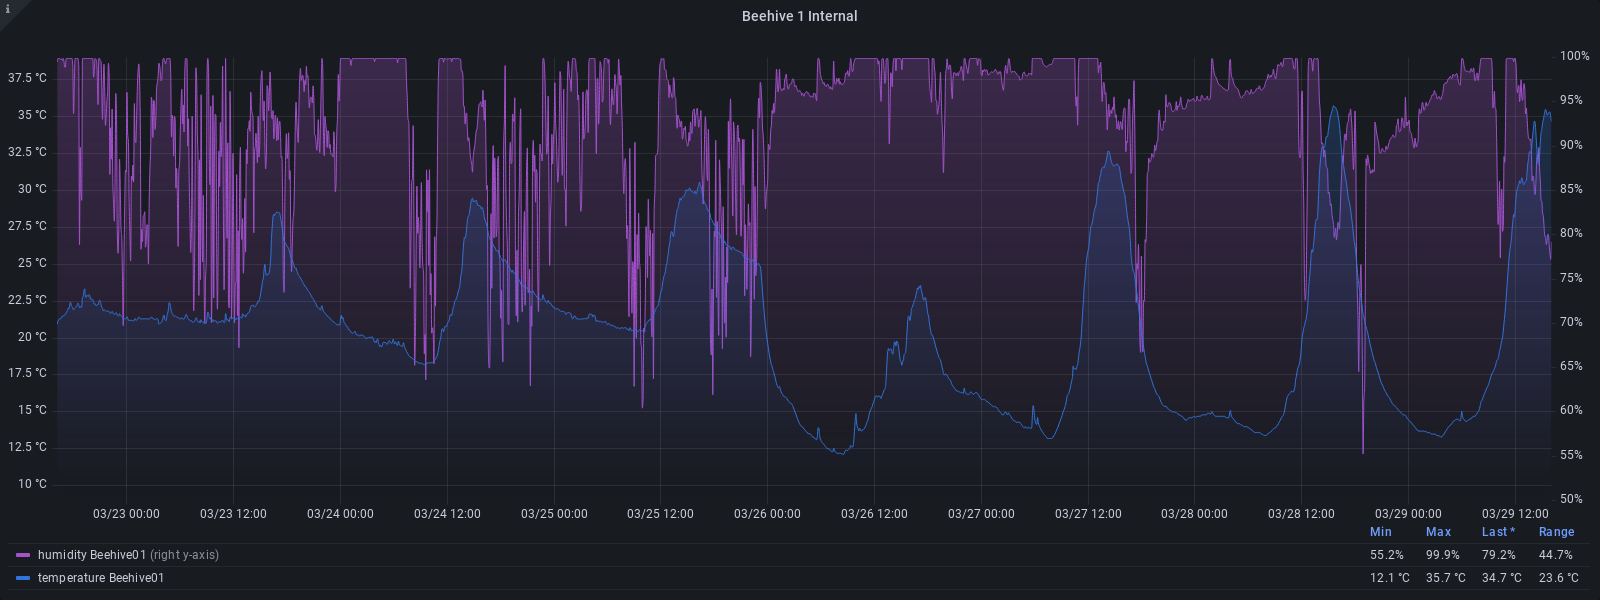 i
Beehive 1 Internal
37.5 °C
35 °C
32.5 °C
30 °C
27.5 °C
25 °C
22.5 °C
20 °C
17.5 °C
15 °C
12.5 °C
10 °C
100%
95%
90%
85%
80%
75%
70%
65%
60%
55%
50%
03/23 00:00 03/23 12:00 03/24 00:00 03/24 12:00 03/25 00:00 03/25 12:00 03/26 00:00 03/26 12:00 03/27 00:00 03/27 12:00 03/28 00:00 03/28 12:00 03/29 00:00 03/29 12:00
Min Max Last * Range
humidity Beehive01 (right y-axis) 55.2% 99.9% 79.2% 44.7%
temperature Beehive01 12.1 °C 35.7 °C 34.7 °C 23.6 °C